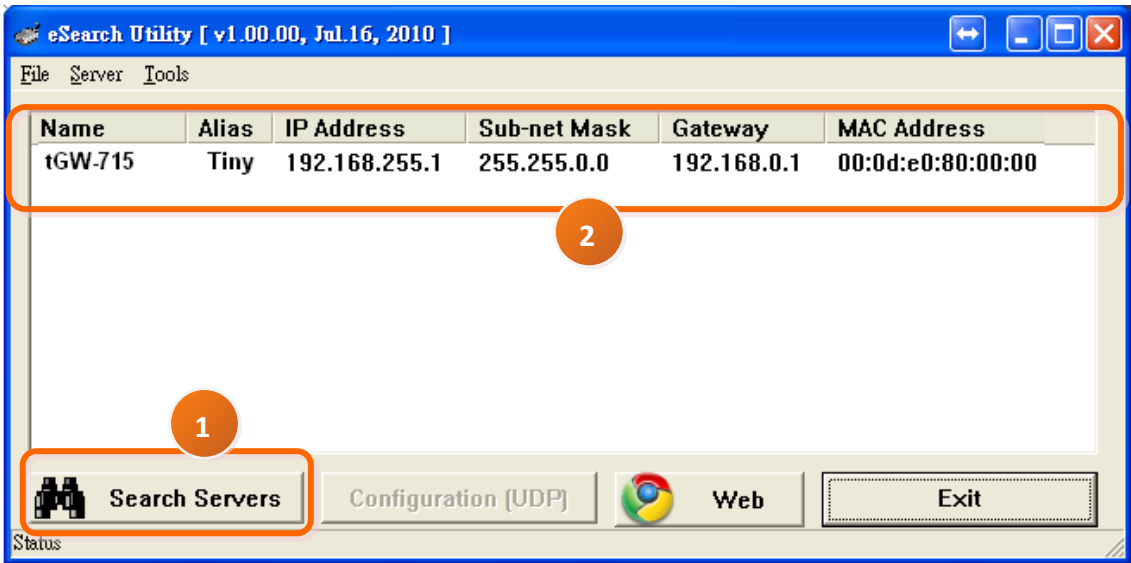 eSearch Utility [ v1.00.00, Jul.16, 2010 ]
File Server Tools
Name Alias IP Address Sub-net Mask Gateway MAC Address
tGW-715 Tiny 192.168.255.1 255.255.0.0 192.168.0.1 00:0d:e0:80:00:00
2
1
Search Servers Configuration (UDP) Web Exit
Status